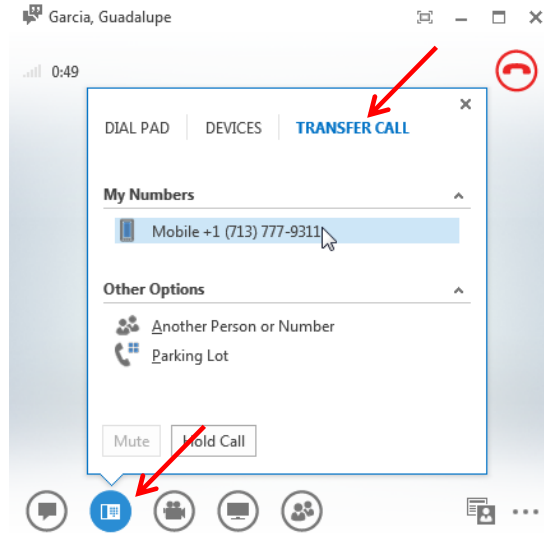 Garcia, Guadalupe
0:49
DIAL PAD DEVICES TRANSFER CALL
My Numbers
Mobile +1 (713) 777-9311
Other Options
Another Person or Number
Parking Lot
Mute Hold Call